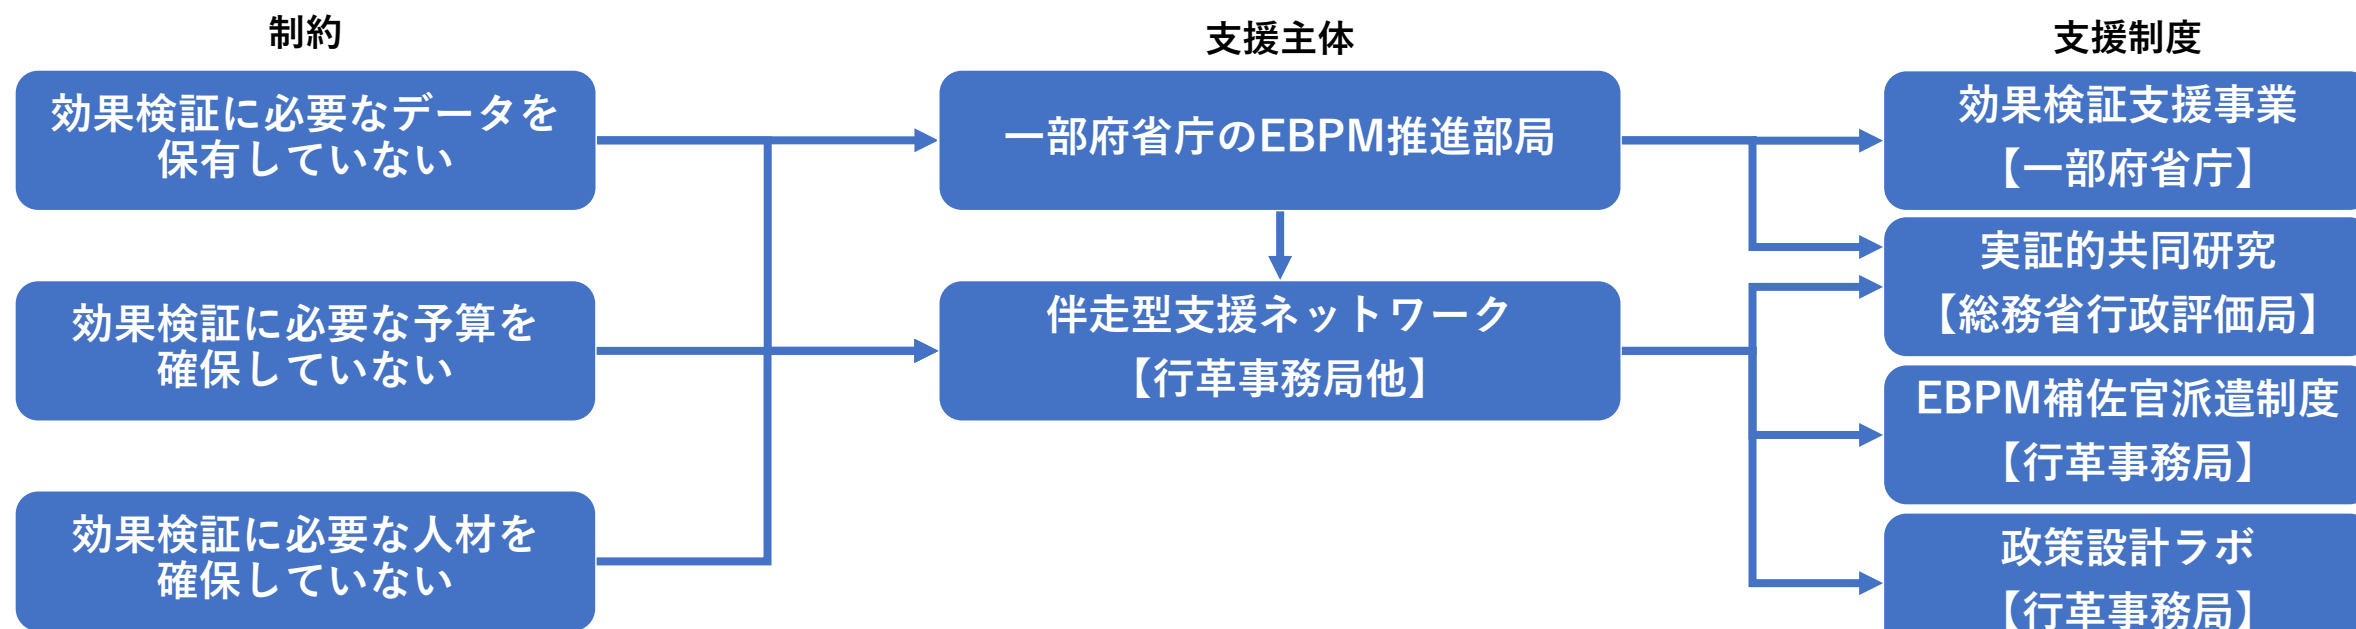 制約
効果検証に必要なデータを
保有していない
効果検証に必要な予算を
確保していない
効果検証に必要な人材を
確保していない
支援主体
一部府省庁のEBPM推進部局
伴走型支援ネットワーク
【行革事務局他】
支援制度
効果検証支援事業
【一部府省庁】
実証的共同研究
【総務省行政評価局】
EBPM補佐官派遣制度
【行革事務局】
政策設計ラボ
【行革事務局】